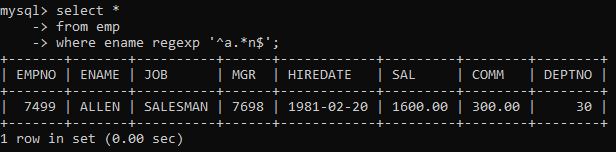 mysql> select *
    -> from emp
    -> where ename regexp '^a.*n$';
+-------+-------+----------+------+------------+---------+--------+--------+
| EMPNO | ENAME | JOB      | MGR  | HIREDATE   | SAL     | COMM   | DEPTNO |
+-------+-------+----------+------+------------+---------+--------+--------+
|  7499 | ALLEN | SALESMAN | 7698 | 1981-02-20 | 1600.00 | 300.00 |     30 |
+-------+-------+----------+------+------------+---------+--------+--------+
1 row in set (0.00 sec)